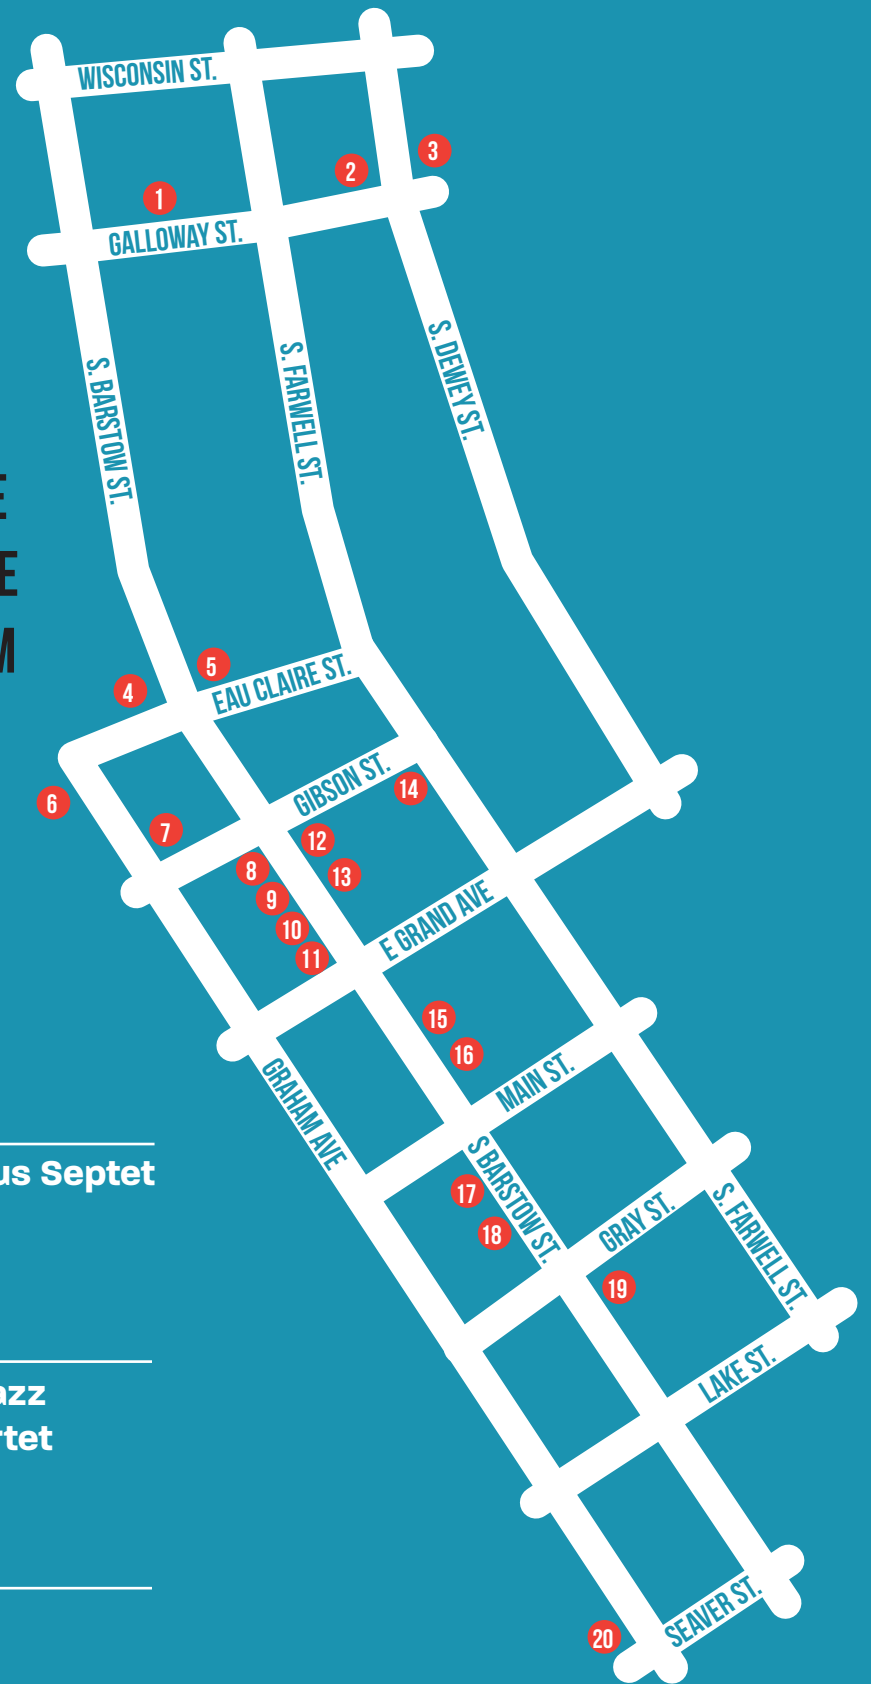 WISCONSIN ST.
3
2
1
GALLOWAY ST.
S. BARSTOW ST.
S. FARWELL ST.
S. DEWEY ST.
E
E
M
5
4
EAU CLAIRE ST.
6
GIBSON ST.
14
7
12
8
13
9
10
11
E GRAND AVE
15
16
GRAHAM AVE
MAIN ST.
us Septet
17
S BARSTOW ST.
18
GRAY ST.
S. FARWELL ST.
19
LAKE ST.
azz
rtet
SEAVER ST.
20